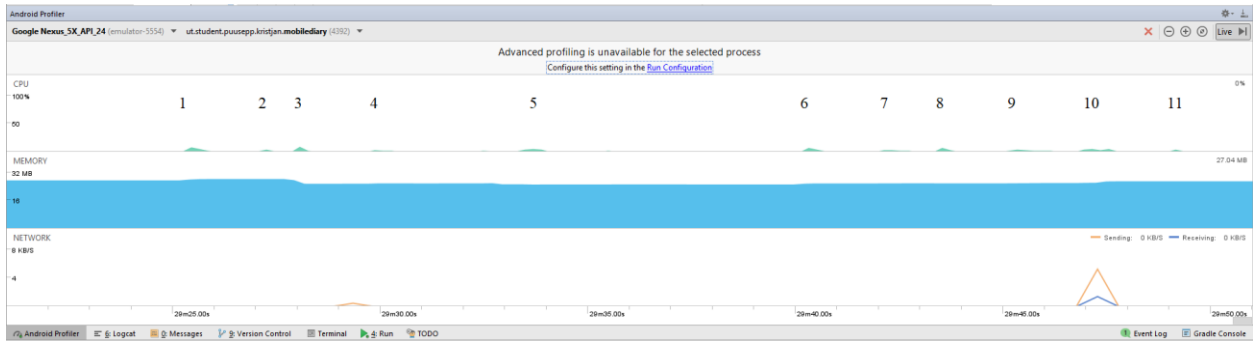 Android Profiler
Google Nexus_5X_API_24 (emulator-5554) ut.student.puusepp.kristjan.mobilediary (4392) Live
Advanced profiling is unavailable for the selected process
Configure this setting in the Run Configuration
CPU 0%
100%
1 2 3 4 5 6 7 8 9 10 11
50
MEMORY 27.04 MB
32 MB
16
NETWORK Sending: 0 KB/S Receiving: 0 KB/S
8 KB/S
4
29m25.00s 29m30.00s 29m35.00s 29m40.00s 29m45.00s 29m50.00s
Android Profiler 6: Logcat 0: Messages 9: Version Control Terminal 4: Run TODO 1 Event Log Gradle Console